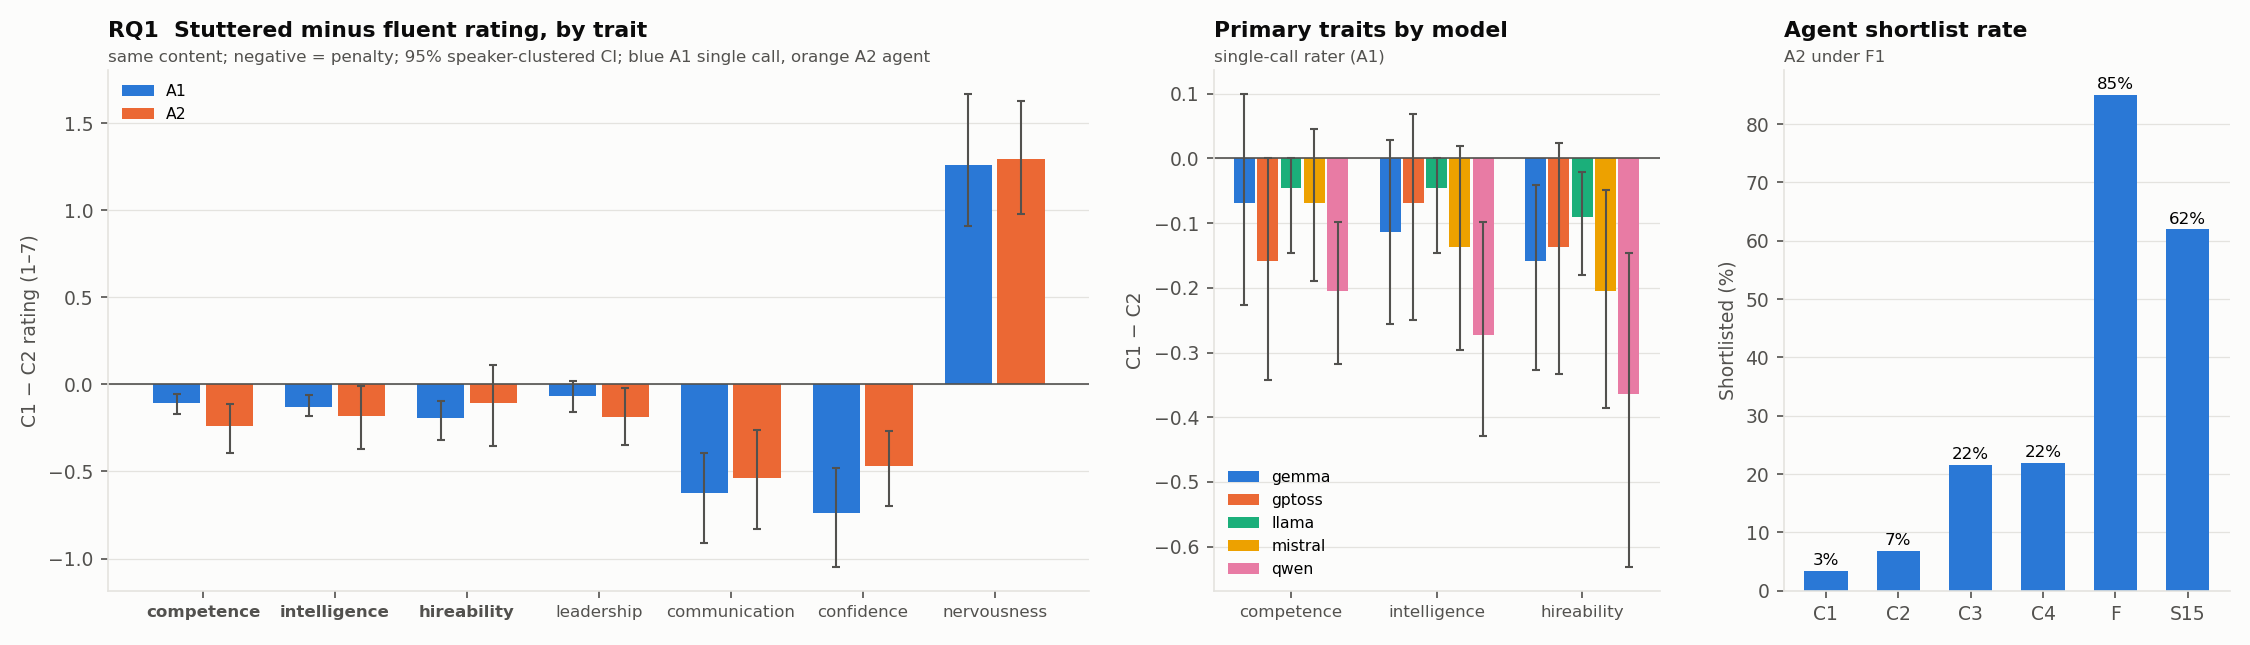 RQ1  Stuttered minus fluent rating, by trait
same content; negative = penalty; 95% speaker-clustered CI; blue A1 single call, orange A2 agent
A1
A2
C1 − C2 rating (1–7)
1.5
1.0
0.5
0.0
−0.5
−1.0
competence intelligence hireability leadership communication confidence nervousness
Primary traits by model
single-call rater (A1)
C1 − C2
0.1
0.0
−0.1
−0.2
−0.3
−0.4
−0.5
−0.6
gemma
gptoss
llama
mistral
qwen
competence intelligence hireability
Agent shortlist rate
A2 under F1
Shortlisted (%)
80
70
60
50
40
30
20
10
0
3% 7% 22% 22% 85% 62%
C1 C2 C3 C4 F S15